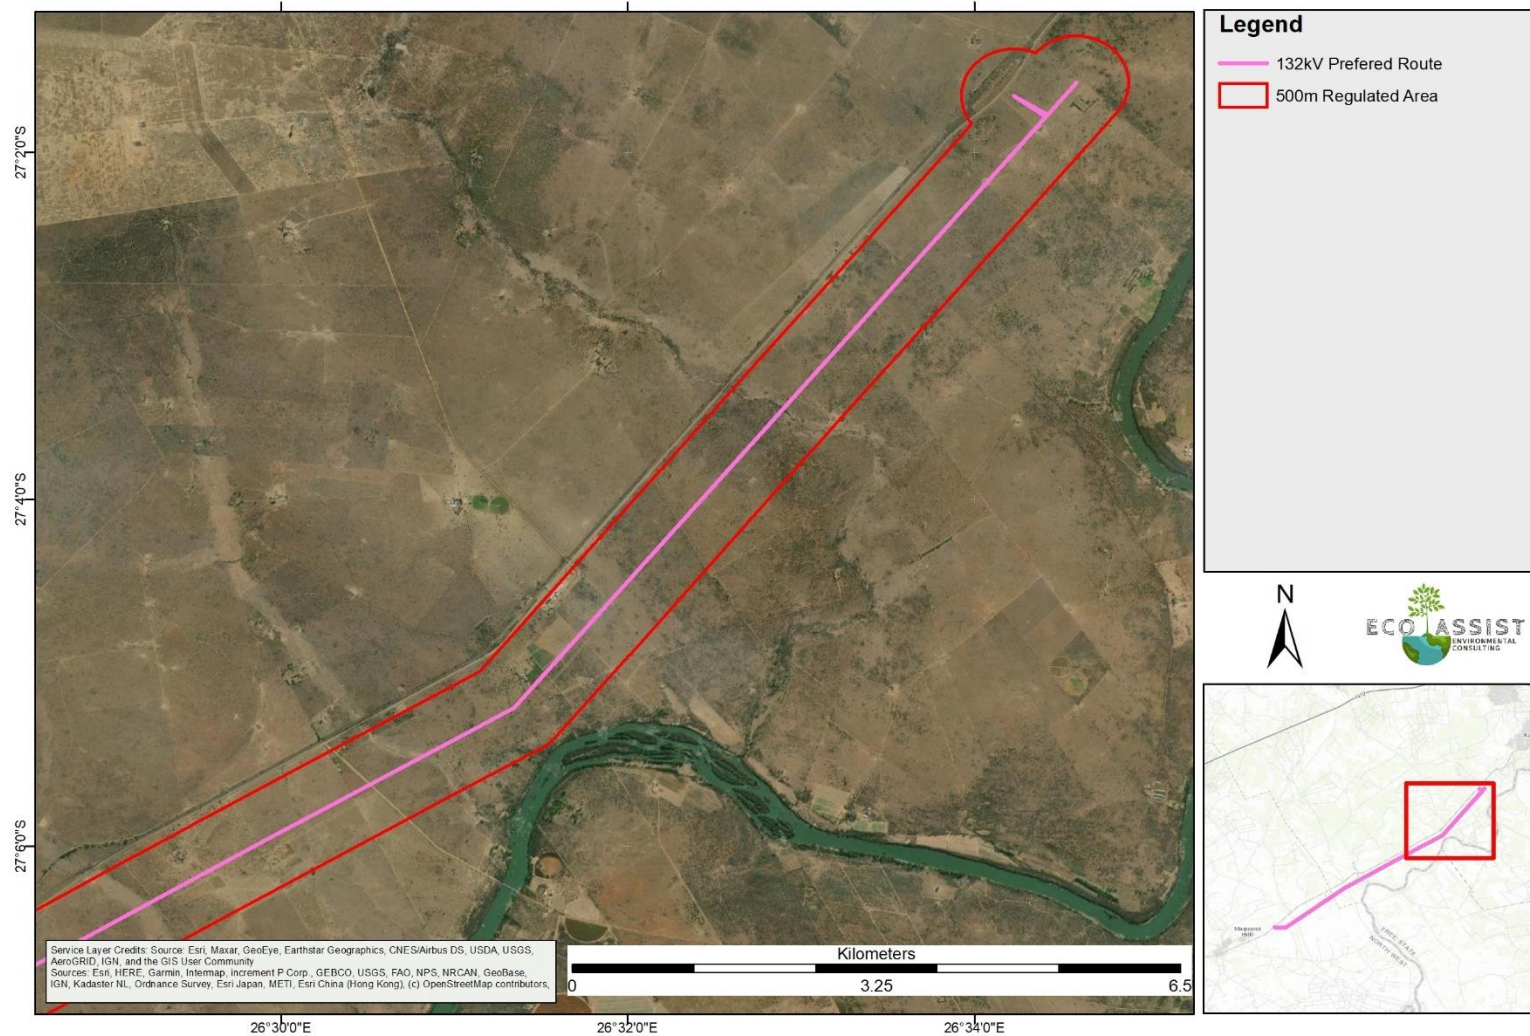 Legend
132kV Prefered Route
500m Regulated Area
27°2'0"S
27°4'0"S
27°6'0"S
26°30'0"E
26°32'0"E
26°34'0"E
Service Layer Credits: Source: Esri, Maxar, GeoEye, Earthstar Geographics, CNES/Airbus DS, USDA, USGS,
AeroGRID, IGN, and the GIS User Community
Sources: Esri, HERE, Garmin, Intermap, increment P Corp., GEBCO, USGS, FAO, NPS, NRCAN, GeoBase,
IGN, Kadaster NL, Ordnance Survey, Esri Japan, METI, Esri China (Hong Kong), (c) OpenStreetMap contributors,
Kilometers
0 3.25 6.5
N
ECO ASSIST
ENVIRONMENTAL
CONSULTING
FREE STATE
NORTH WEST